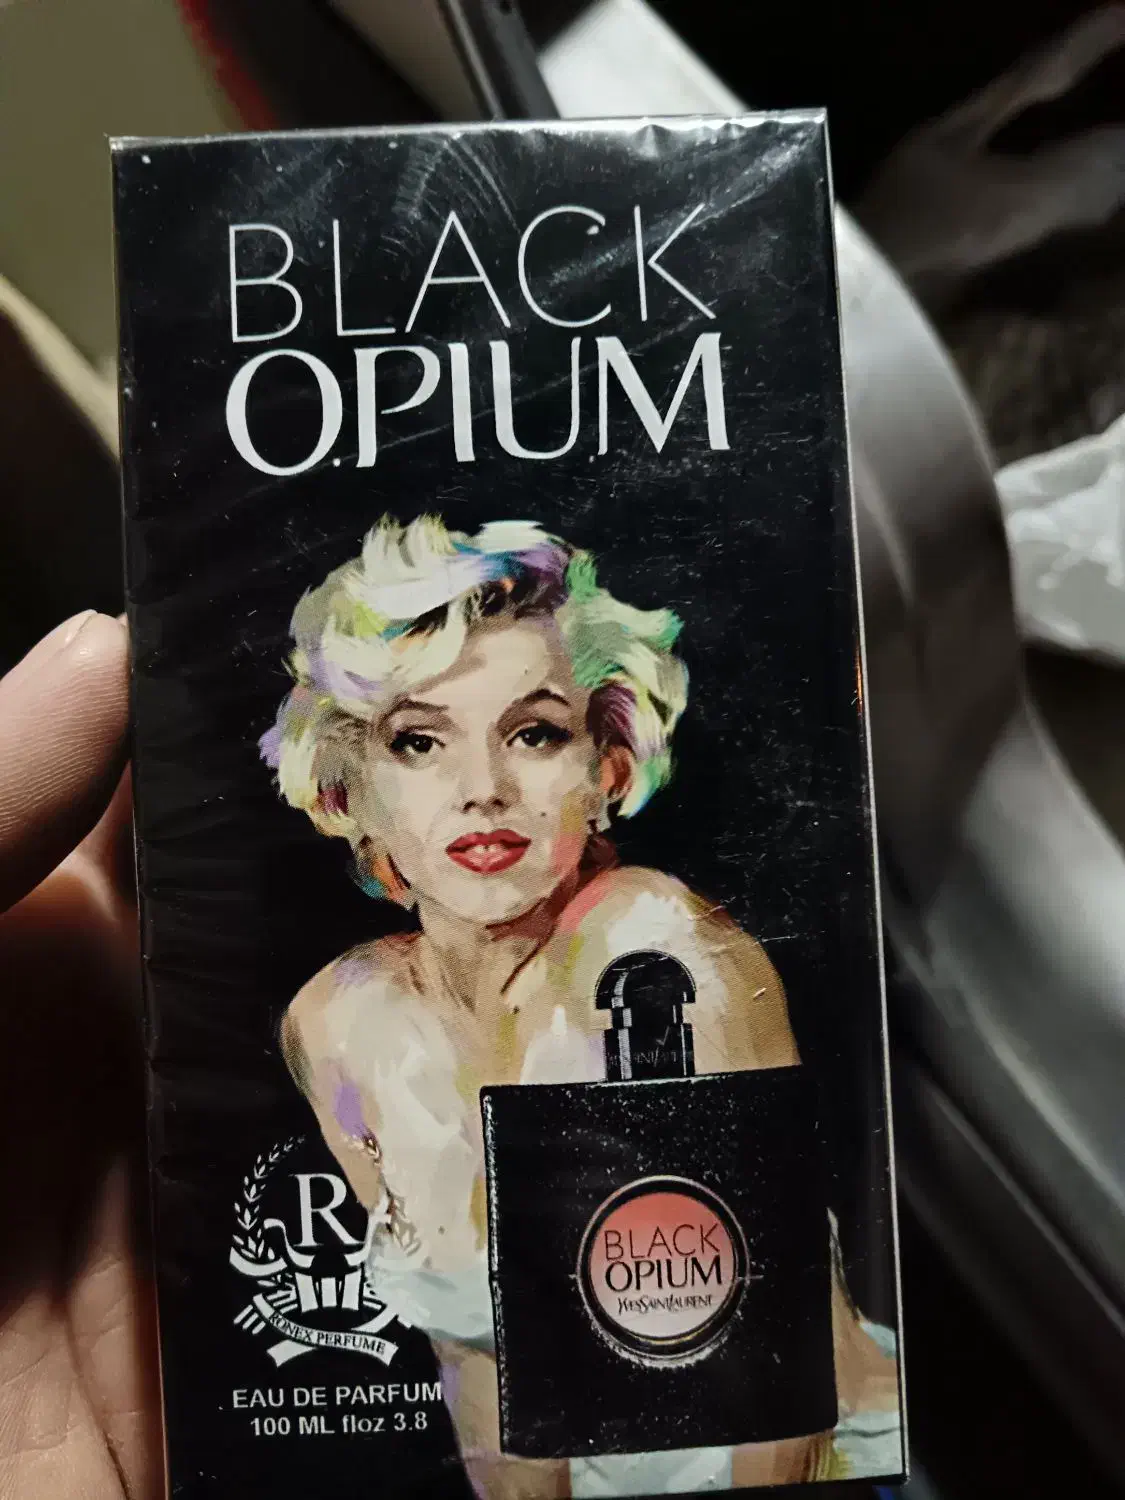 BLACK
OPIUM
BLACK
OPIUM
YVESSAINTLAURENT
R
RONEX PERFUME
EAU DE PARFUM
100 ML floz 3.8